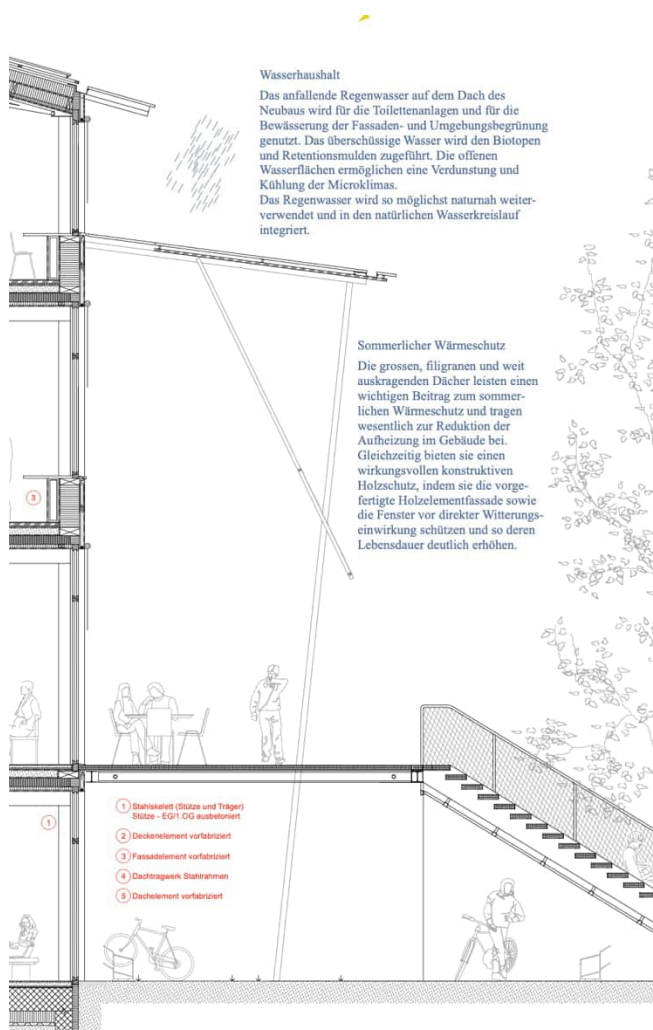 Wasserhaushalt
Das anfallende Regenwasser auf dem Dach des
Neubaus wird für die Toilettenanlagen und für die
Bewässerung der Fassaden- und Umgebungsbegrünung
genutzt. Das überschüssige Wasser wird den Biotopen
und Retentionsmulden zugeführt. Die offenen
Wasserflächen ermöglichen eine Verdunstung und
Kühlung der Microklimas.
Das Regenwasser wird so möglichst naturnah weiter-
verwendet und in den natürlichen Wasserkreislauf
integriert.
Sommerlicher Wärmeschutz
Die grossen, filigranen und weit
auskragenden Dächer leisten einen
wichtigen Beitrag zum sommer-
lichen Wärmeschutz und tragen
wesentlich zur Reduktion der
Aufheizung im Gebäude bei.
Gleichzeitig bieten sie einen
wirkungsvollen konstruktiven
Holzschutz, indem sie die vorge-
fertigte Holzelementfassade sowie
die Fenster vor direkter Witterungs-
einwirkung schützen und so deren
Lebensdauer deutlich erhöhen.
3
1
1 Stahlskelett (Stütze und Träger)
Stütze - EG/1.OG ausbetoniert
2 Deckenelement vorfabriziert
3 Fassadelement vorfabriziert
4 Dachtragwerk Stahlrahmen
5 Dachelement vorfabriziert